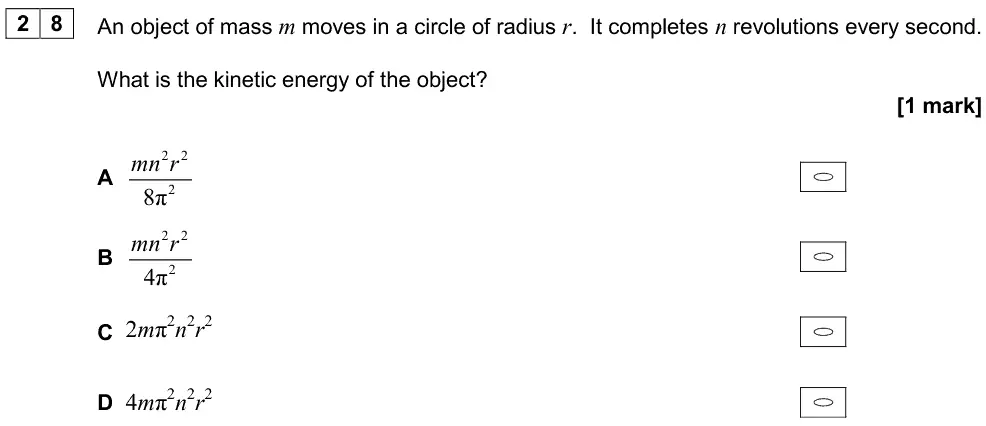 2 8 An object of mass m moves in a circle of radius r. It completes n revolutions every second.
What is the kinetic energy of the object?
[1 mark]
A mn²r²/8π²
B mn²r²/4π²
C 2mπ²n²r²
D 4mπ²n²r²